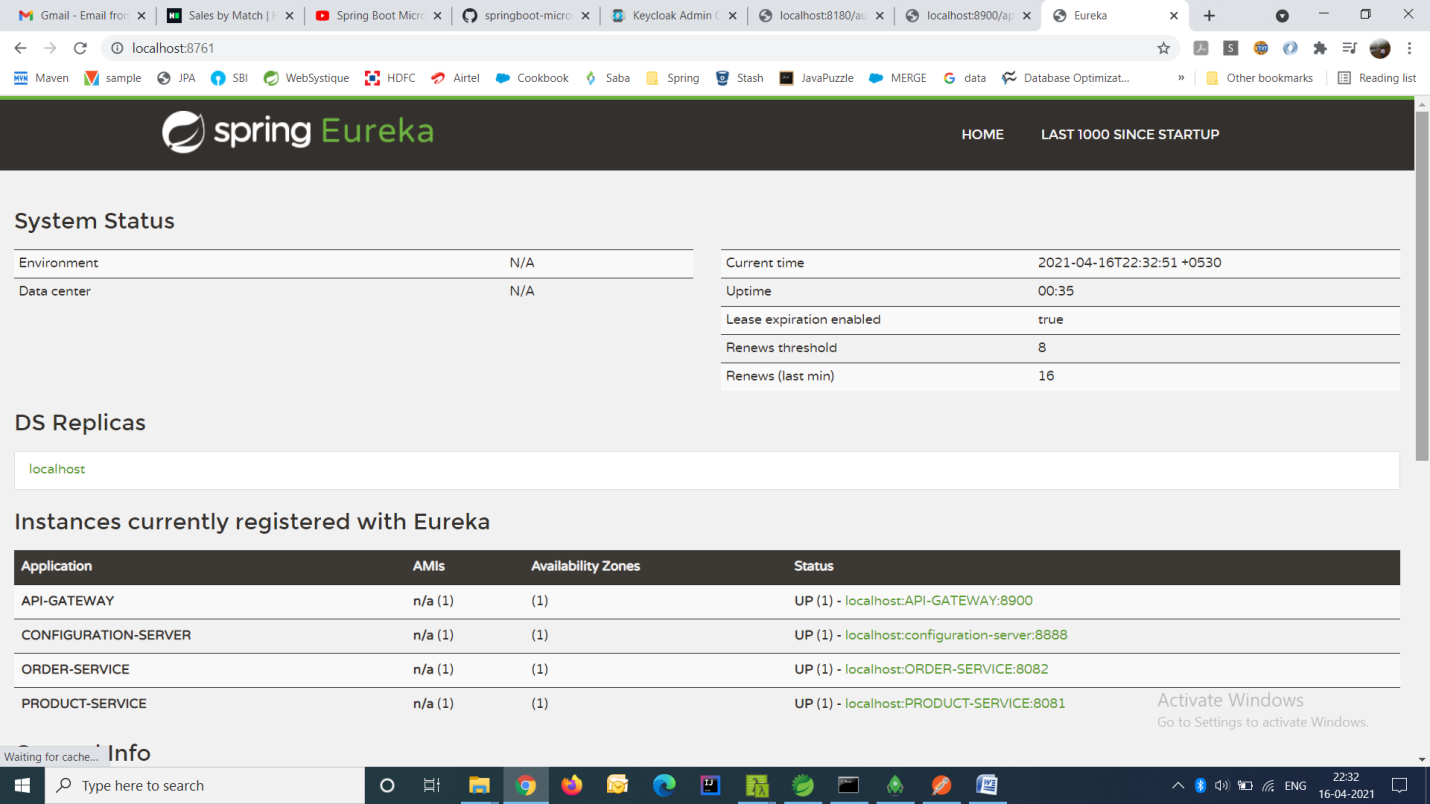 Gmail - Email from
Sales by Match | H
Spring Boot Micro
springboot-micro
Keycloak Admin C
localhost:8180/au
localhost:8900/ap
Eureka
localhost:8761
Maven
sample
JPA
SBI
WebSystique
HDFC
Airtel
Cookbook
Saba
Spring
Stash
JavaPuzzle
MERGE
data
Database Optimizat...
»
Other bookmarks
Reading list
spring Eureka
HOME
LAST 1000 SINCE STARTUP
System Status
Environment N/A
Data center N/A
Current time 2021-04-16T22:32:51 +0530
Uptime 00:35
Lease expiration enabled true
Renews threshold 8
Renews (last min) 16
DS Replicas
localhost
Instances currently registered with Eureka
Application AMIs Availability Zones Status
API-GATEWAY n/a (1) (1) UP (1) - localhost:API-GATEWAY:8900
CONFIGURATION-SERVER n/a (1) (1) UP (1) - localhost:configuration-server:8888
ORDER-SERVICE n/a (1) (1) UP (1) - localhost:ORDER-SERVICE:8082
PRODUCT-SERVICE n/a (1) (1) UP (1) - localhost:PRODUCT-SERVICE:8081
Activate Windows
Go to Settings to activate Windows.
Info
Waiting for cache...
Type here to search
ENG
22:32
16-04-2021